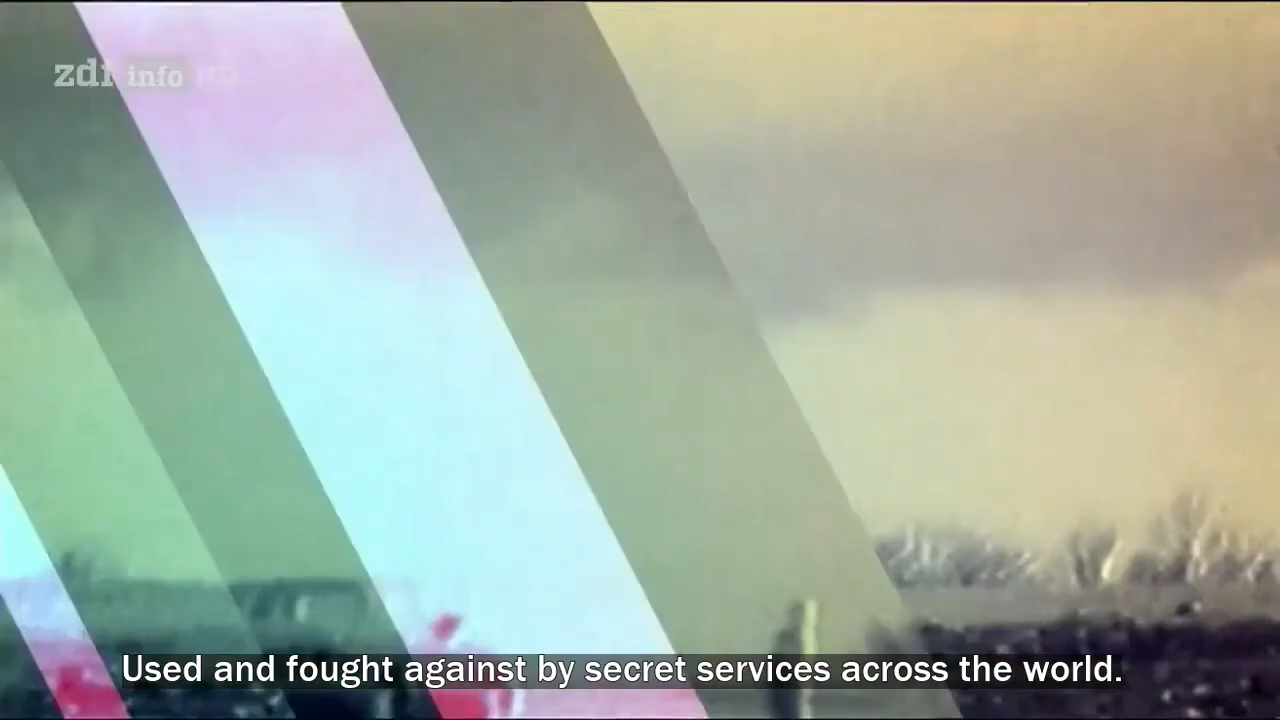 zdf info
Used and fought against by secret services across the world.